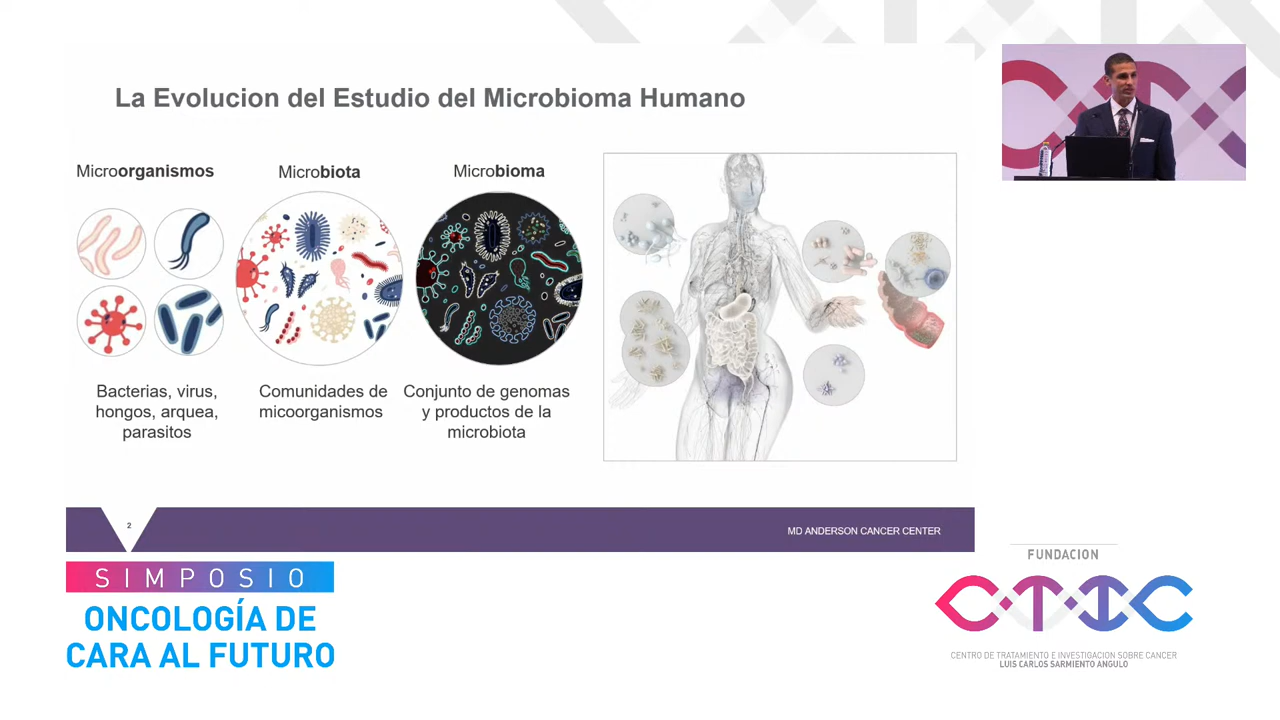 La Evolucion del Estudio del Microbioma Humano
Microorganismos
Microbiota
Microbioma
Bacterias, virus,
hongos, arquea,
parasitos
Comunidades de
micoorganismos
Conjunto de genomas
y productos de la
microbiota
2
MD ANDERSON CANCER CENTER
SIMPOSIO
ONCOLOGÍA DE
CARA AL FUTURO
FUNDACION
CTIC
CENTRO DE TRATAMIENTO E INVESTIGACION SOBRE CANCER
LUIS CARLOS SARMIENTO ANGULO